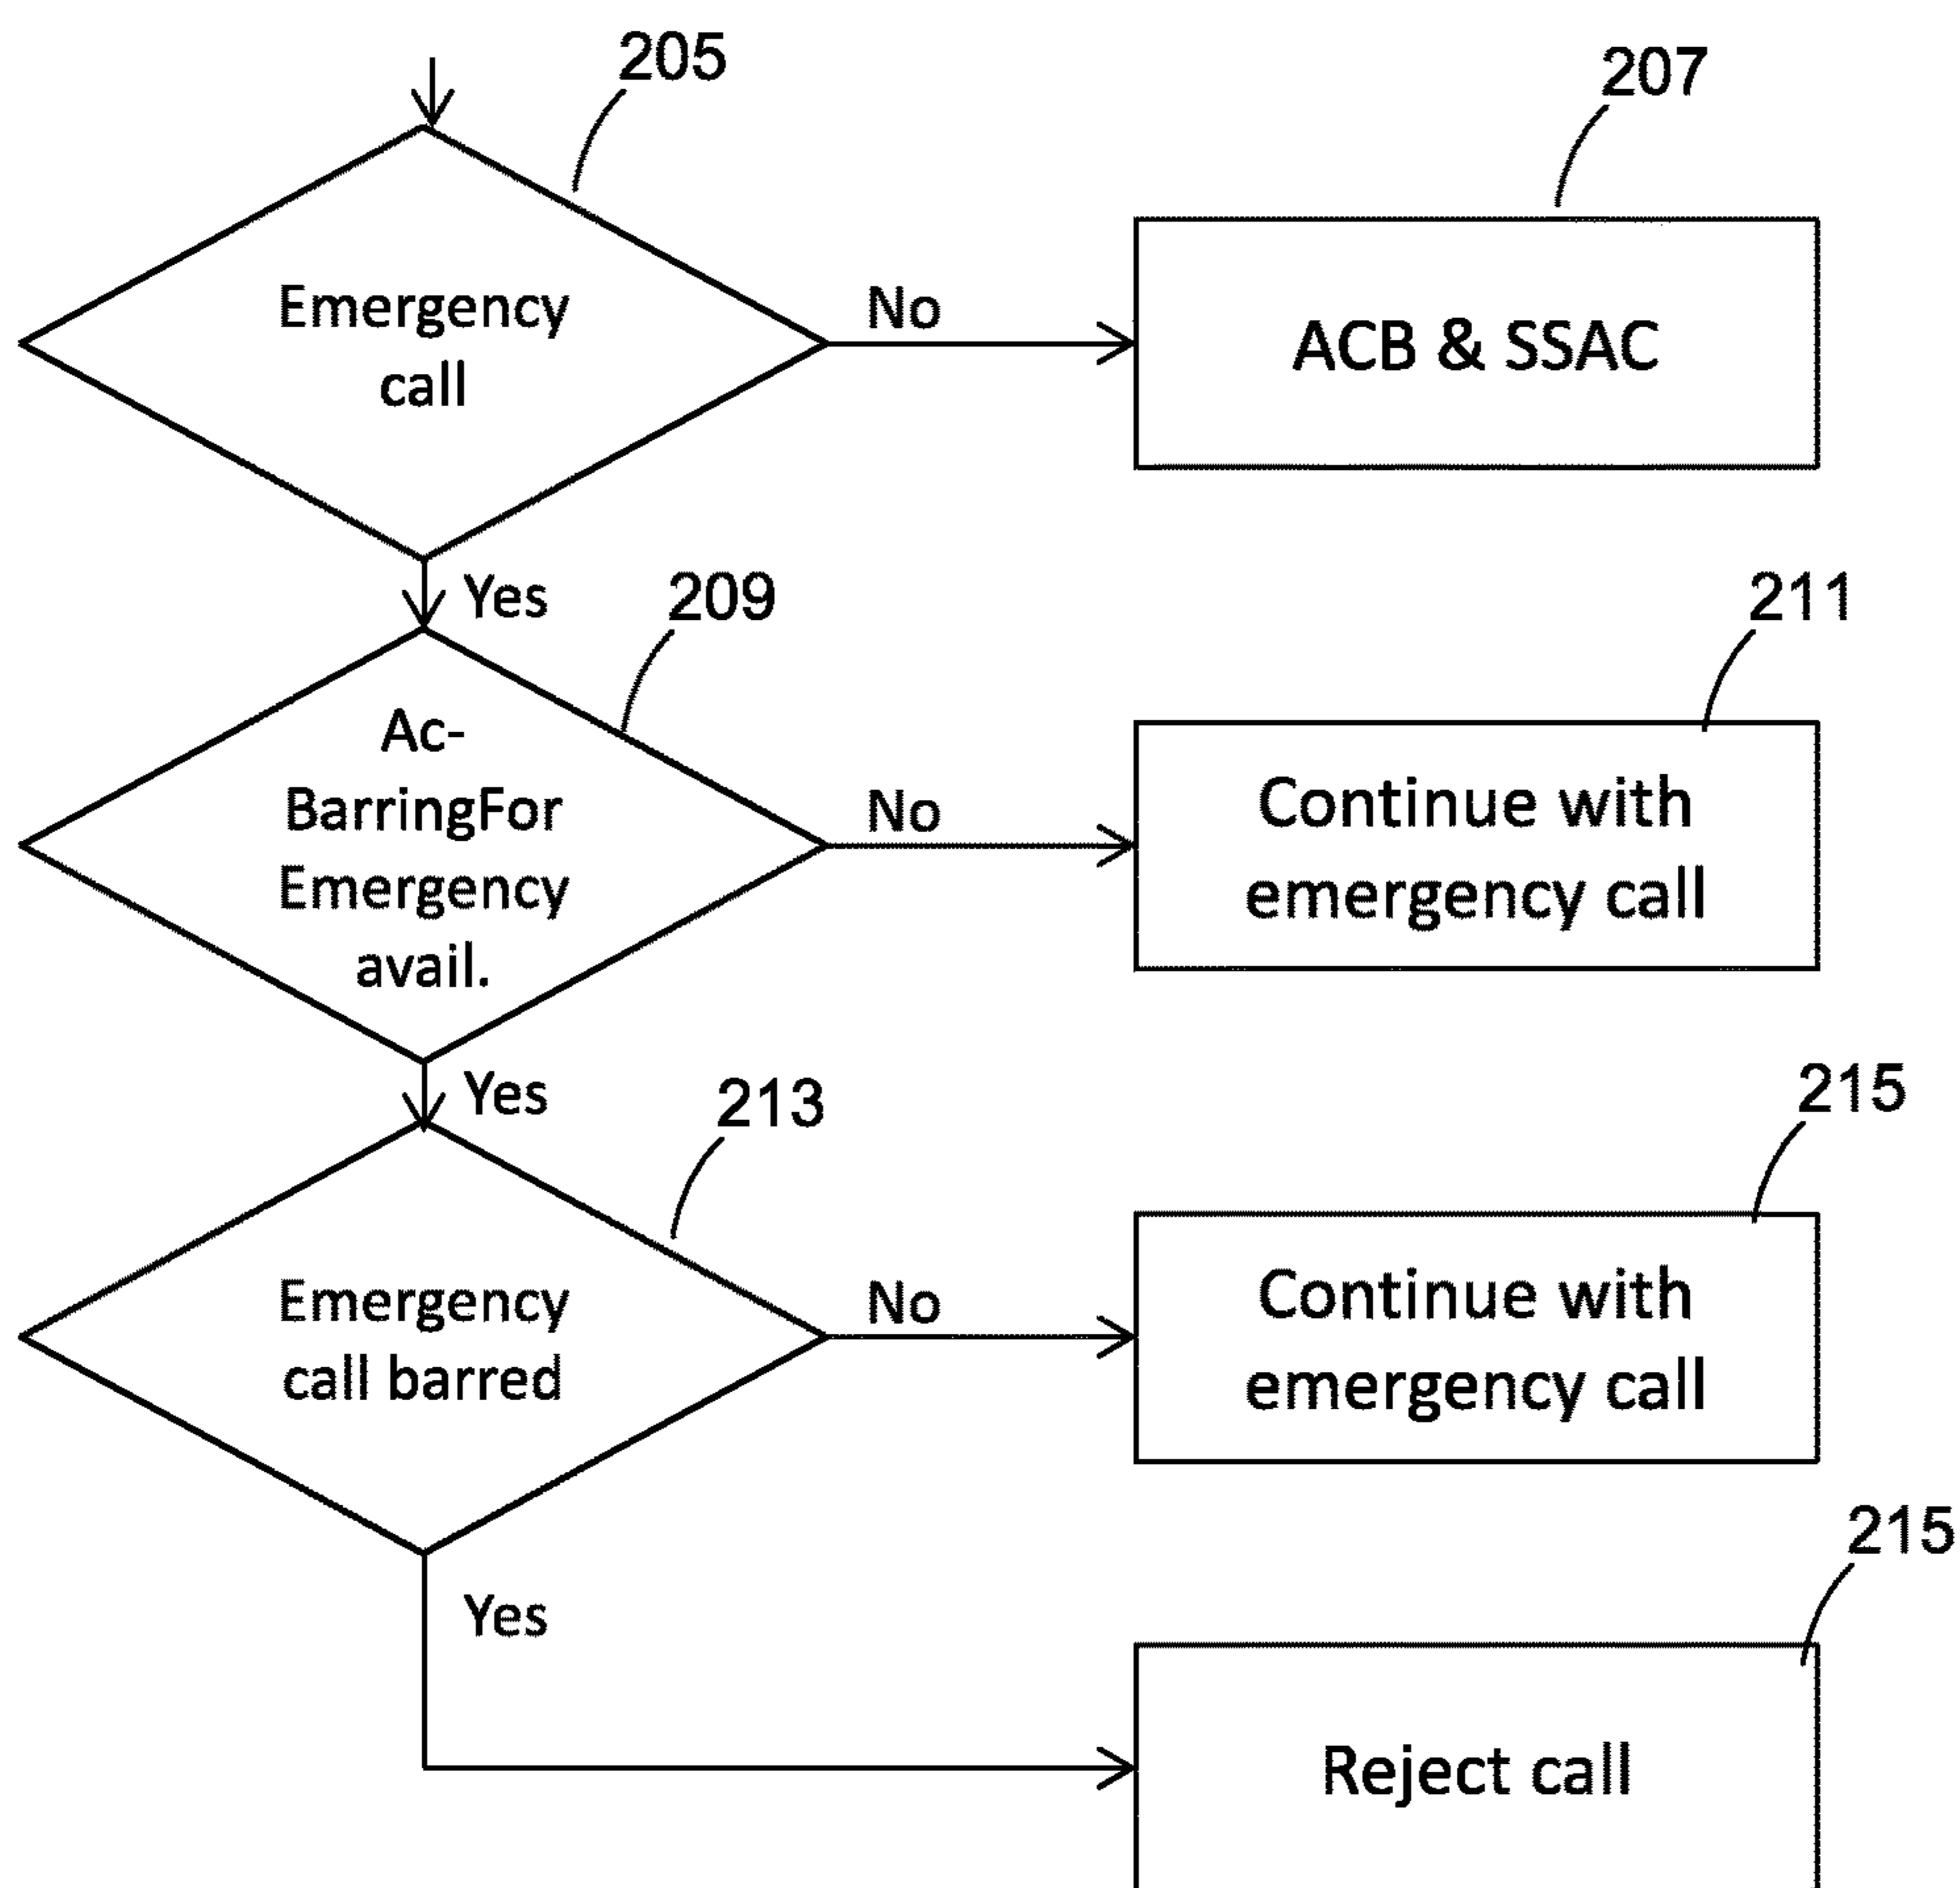 205
207
Emergency
call
No
ACB & SSAC
Yes
209
211
Ac-
BarringFor
Emergency
avail.
No
Continue with
emergency call
Yes
213
215
Emergency
call barred
No
Continue with
emergency call
Yes
215
Reject call